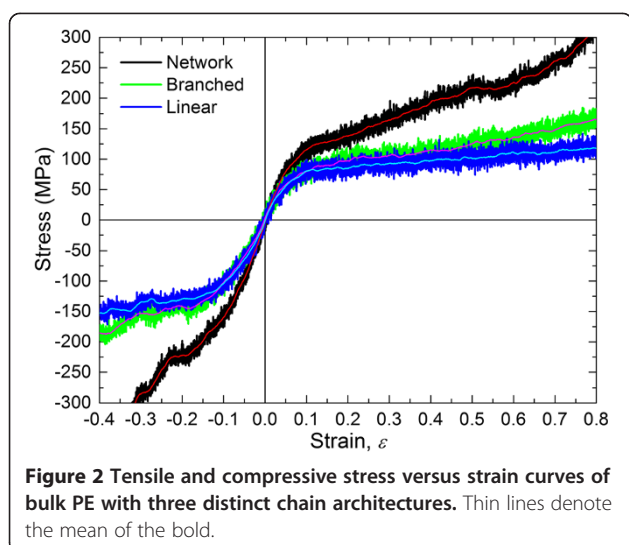 300
250
200
150
100
50
0
-50
-100
-150
-200
-250
-300
Stress (MPa)
Network
Branched
Linear
-0.4 -0.3 -0.2 -0.1 0.0 0.1 0.2 0.3 0.4 0.5 0.6 0.7 0.8
Strain, ε
Figure 2 Tensile and compressive stress versus strain curves of
bulk PE with three distinct chain architectures. Thin lines denote
the mean of the bold.